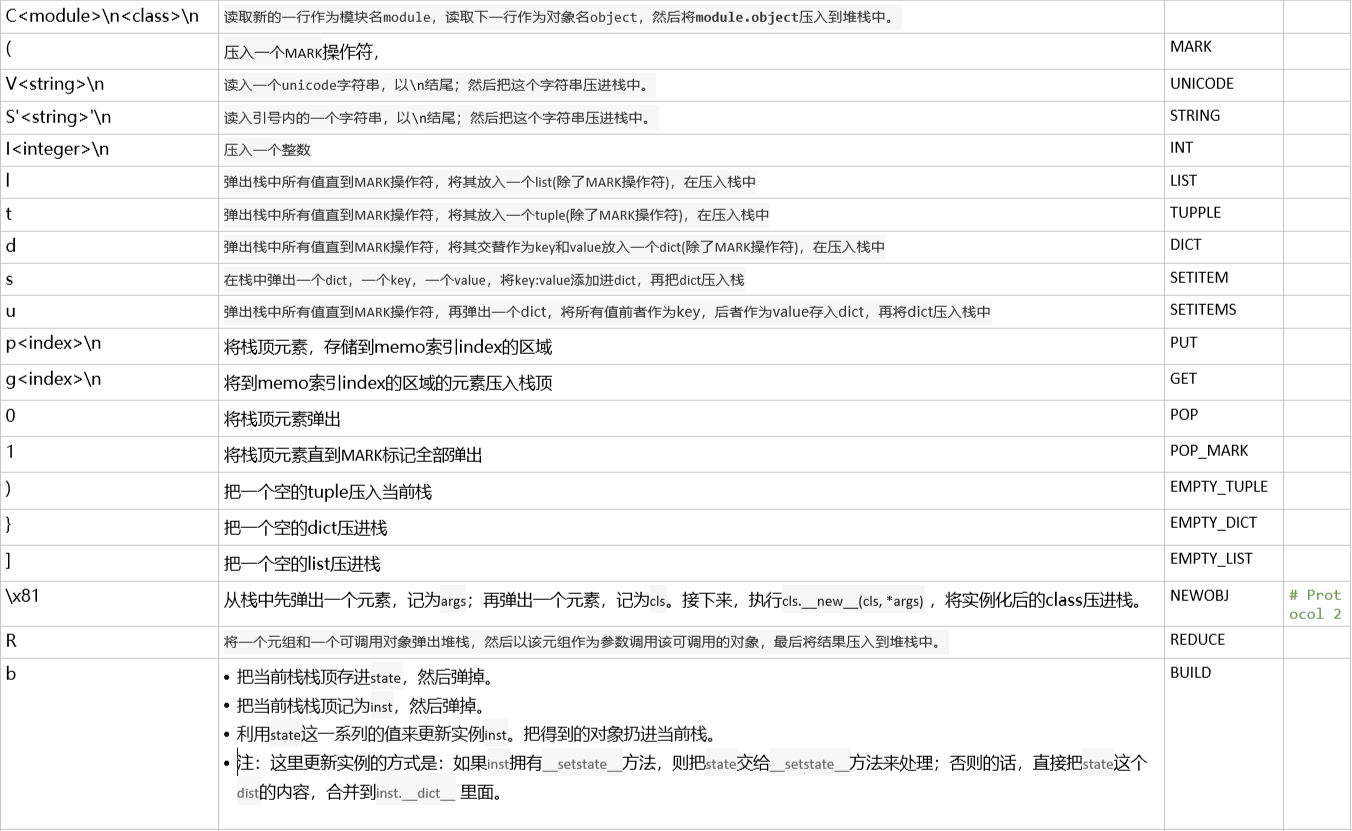 C<module>\n<class>\n 读取新的一行作为模块名module，读取下一行作为对象名object，然后将module.object压入到堆栈中。
( 压入一个MARK操作符， MARK
V<string>\n 读入一个unicode字符串，以\n结尾；然后把这个字符串压进栈中。 UNICODE
S'<string>'\n 读入引号内的一个字符串，以\n结尾；然后把这个字符串压进栈中。 STRING
I<integer>\n 压入一个整数 INT
l 弹出栈中所有值直到MARK操作符，将其放入一个list(除了MARK操作符)，在压入栈中 LIST
t 弹出栈中所有值直到MARK操作符，将其放入一个tuple(除了MARK操作符)，在压入栈中 TUPPLE
d 弹出栈中所有值直到MARK操作符，将其交替作为key和value放入一个dict(除了MARK操作符)，在压入栈中 DICT
s 在栈中弹出一个dict，一个key，一个value，将key:value添加进dict，再把dict压入栈 SETITEM
u 弹出栈中所有值直到MARK操作符，再弹出一个dict，将所有值前者作为key，后者作为value存入dict，再将dict压入栈中 SETITEMS
p<index>\n 将栈顶元素，存储到memo索引index的区域 PUT
g<index>\n 将到memo索引index的区域的元素压入栈顶 GET
0 将栈顶元素弹出 POP
1 将栈顶元素直到MARK标记全部弹出 POP_MARK
) 把一个空的tuple压入当前栈 EMPTY_TUPLE
} 把一个空的dict压进栈 EMPTY_DICT
] 把一个空的list压进栈 EMPTY_LIST
\x81 从栈中先弹出一个元素，记为args；再弹出一个元素，记为cls。接下来，执行cls.__new__(cls, *args) ，将实例化后的class压进栈。 NEWOBJ # Prot
ocol 2
R 将一个元组和一个可调用对象弹出堆栈，然后以该元组作为参数调用该可调用的对象，最后将结果压入到堆栈中。 REDUCE
b • 把当前栈栈顶存进state，然后弹掉。 BUILD
• 把当前栈栈顶记为inst，然后弹掉。
• 利用state这一系列的值来更新实例inst。把得到的对象扔进当前栈。
• 注：这里更新实例的方式是：如果inst拥有__setstate__方法，则把state交给__setstate__方法来处理；否则的话，直接把state这个
dist的内容，合并到inst.__dict__ 里面。